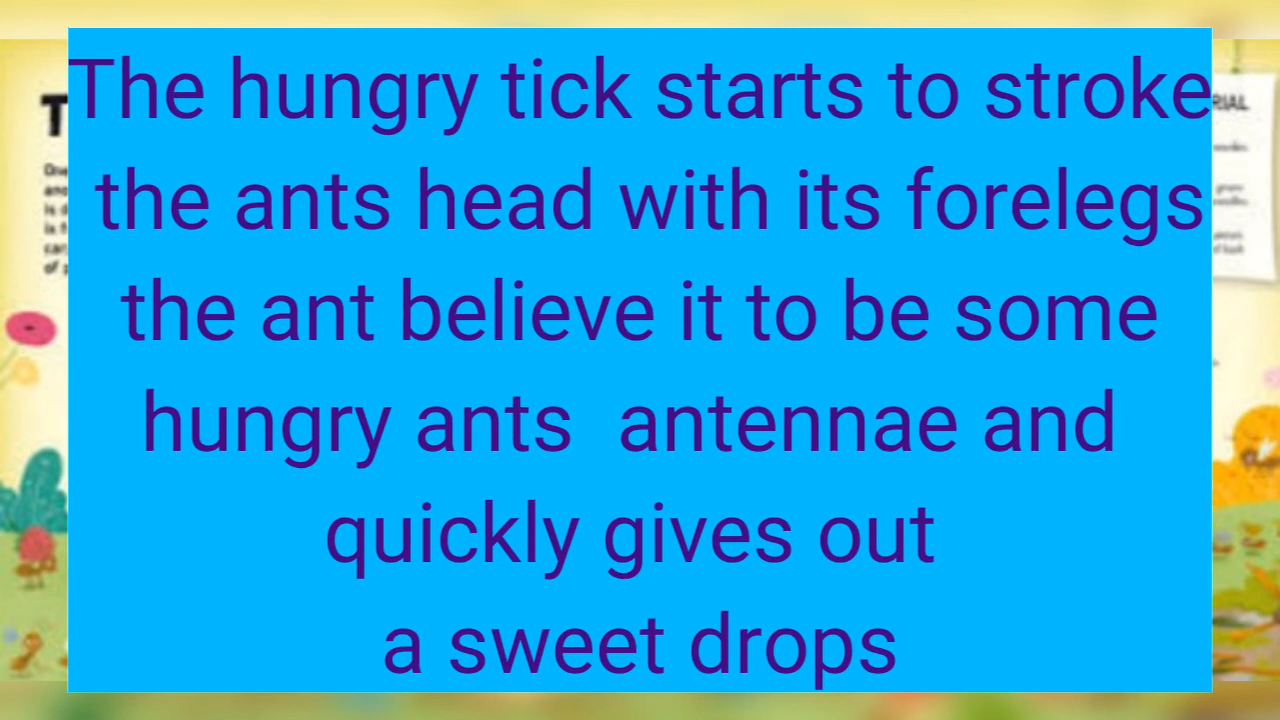 The hungry tick starts to stroke
the ants head with its forelegs
the ant believe it to be some
hungry ants antennae and
quickly gives out
a sweet drops